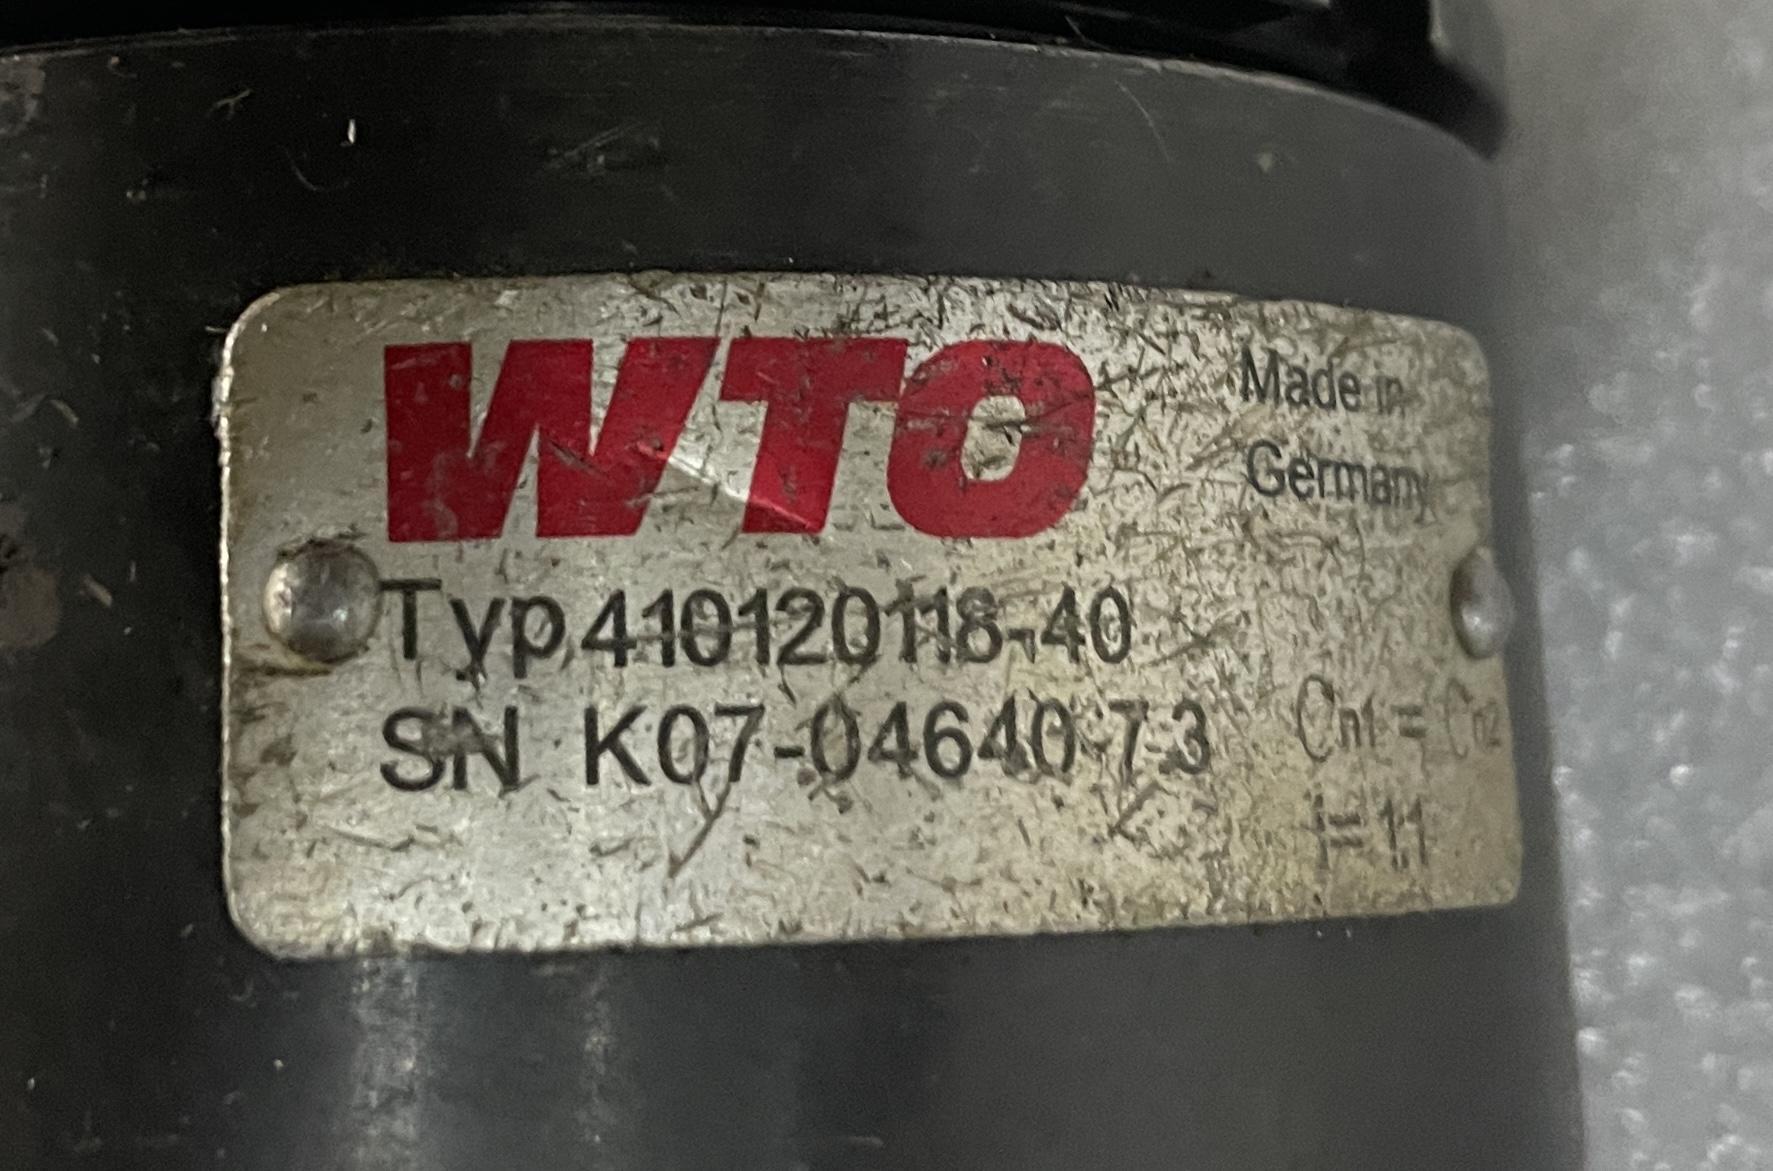 WTO
Made in
Germany
Typ 410120118-40
SN K07-04640-7-3
Cn1 = Cn2
i=1:1